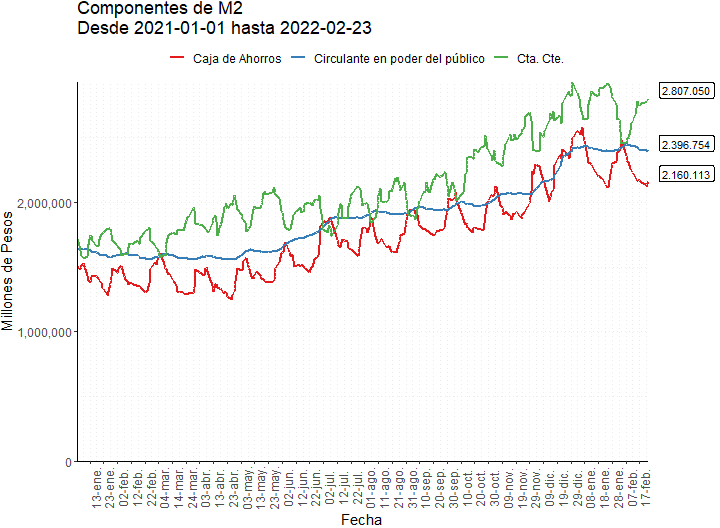 Componentes de M2
Desde 2021-01-01 hasta 2022-02-23
Caja de Ahorros Circulante en poder del público Cta. Cte.
2.807.050
2.396.754
2.160.113
Millones de Pesos
2,000,000
1,000,000
0
13-ene. 23-ene. 02-feb. 12-feb. 22-feb. 04-mar. 14-mar. 24-mar. 03-abr. 13-abr. 23-abr. 03-may. 13-may. 23-may. 02-jun. 12-jun. 22-jun. 02-jul. 12-jul. 22-jul. 01-ago. 11-ago. 21-ago. 31-ago. 10-sep. 20-sep. 30-sep. 10-oct. 20-oct. 30-oct. 09-nov. 19-nov. 29-nov. 09-dic. 19-dic. 29-dic. 08-ene. 18-ene. 28-ene. 07-feb. 17-feb.
Fecha